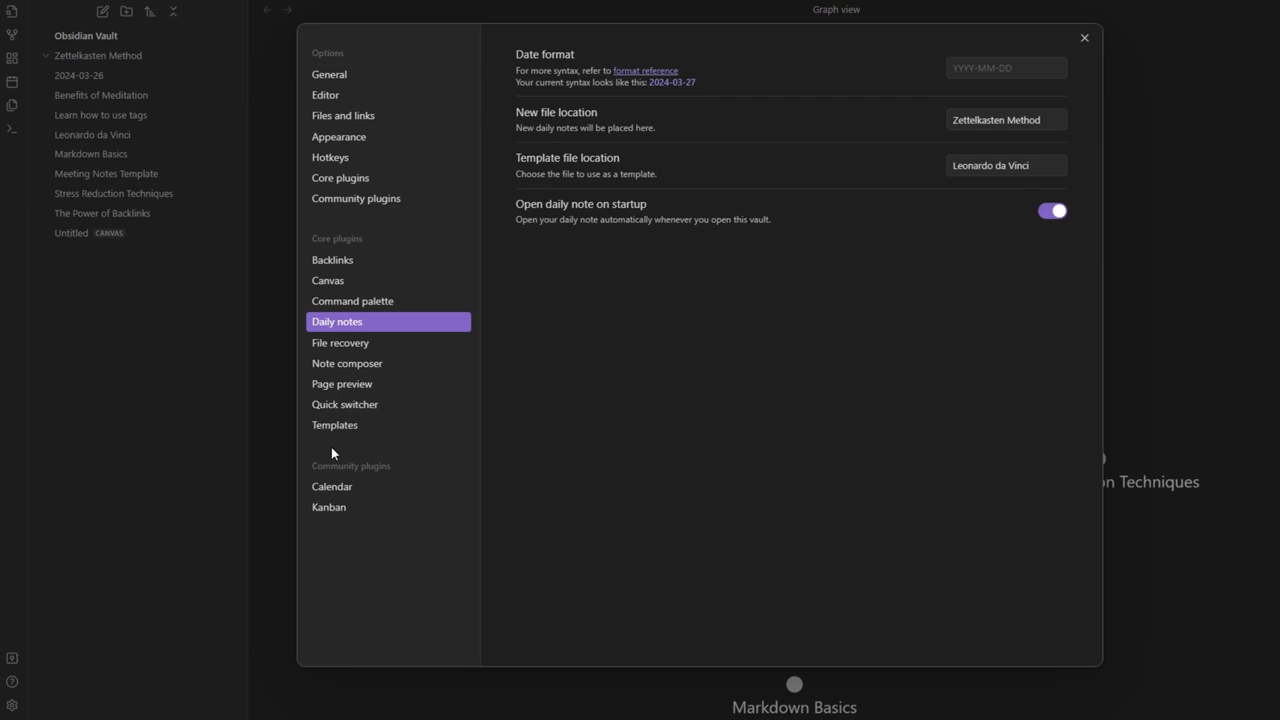 Graph view
Obsidian Vault
Zettelkasten Method
2024-03-26
Benefits of Meditation
Learn how to use tags
Leonardo da Vinci
Markdown Basics
Meeting Notes Template
Stress Reduction Techniques
The Power of Backlinks
Untitled CANVAS
Options
General
Editor
Files and links
Appearance
Hotkeys
Core plugins
Community plugins
Core plugins
Backlinks
Canvas
Command palette
Daily notes
File recovery
Note composer
Page preview
Quick switcher
Templates
Community plugins
Calendar
Kanban
Date format
For more syntax, refer to format reference
Your current syntax looks like this: 2024-03-27
YYYY-MM-DD
New file location
New daily notes will be placed here.
Zettelkasten Method
Template file location
Choose the file to use as a template.
Leonardo da Vinci
Open daily note on startup
Open your daily note automatically whenever you open this vault.
on Techniques
Markdown Basics